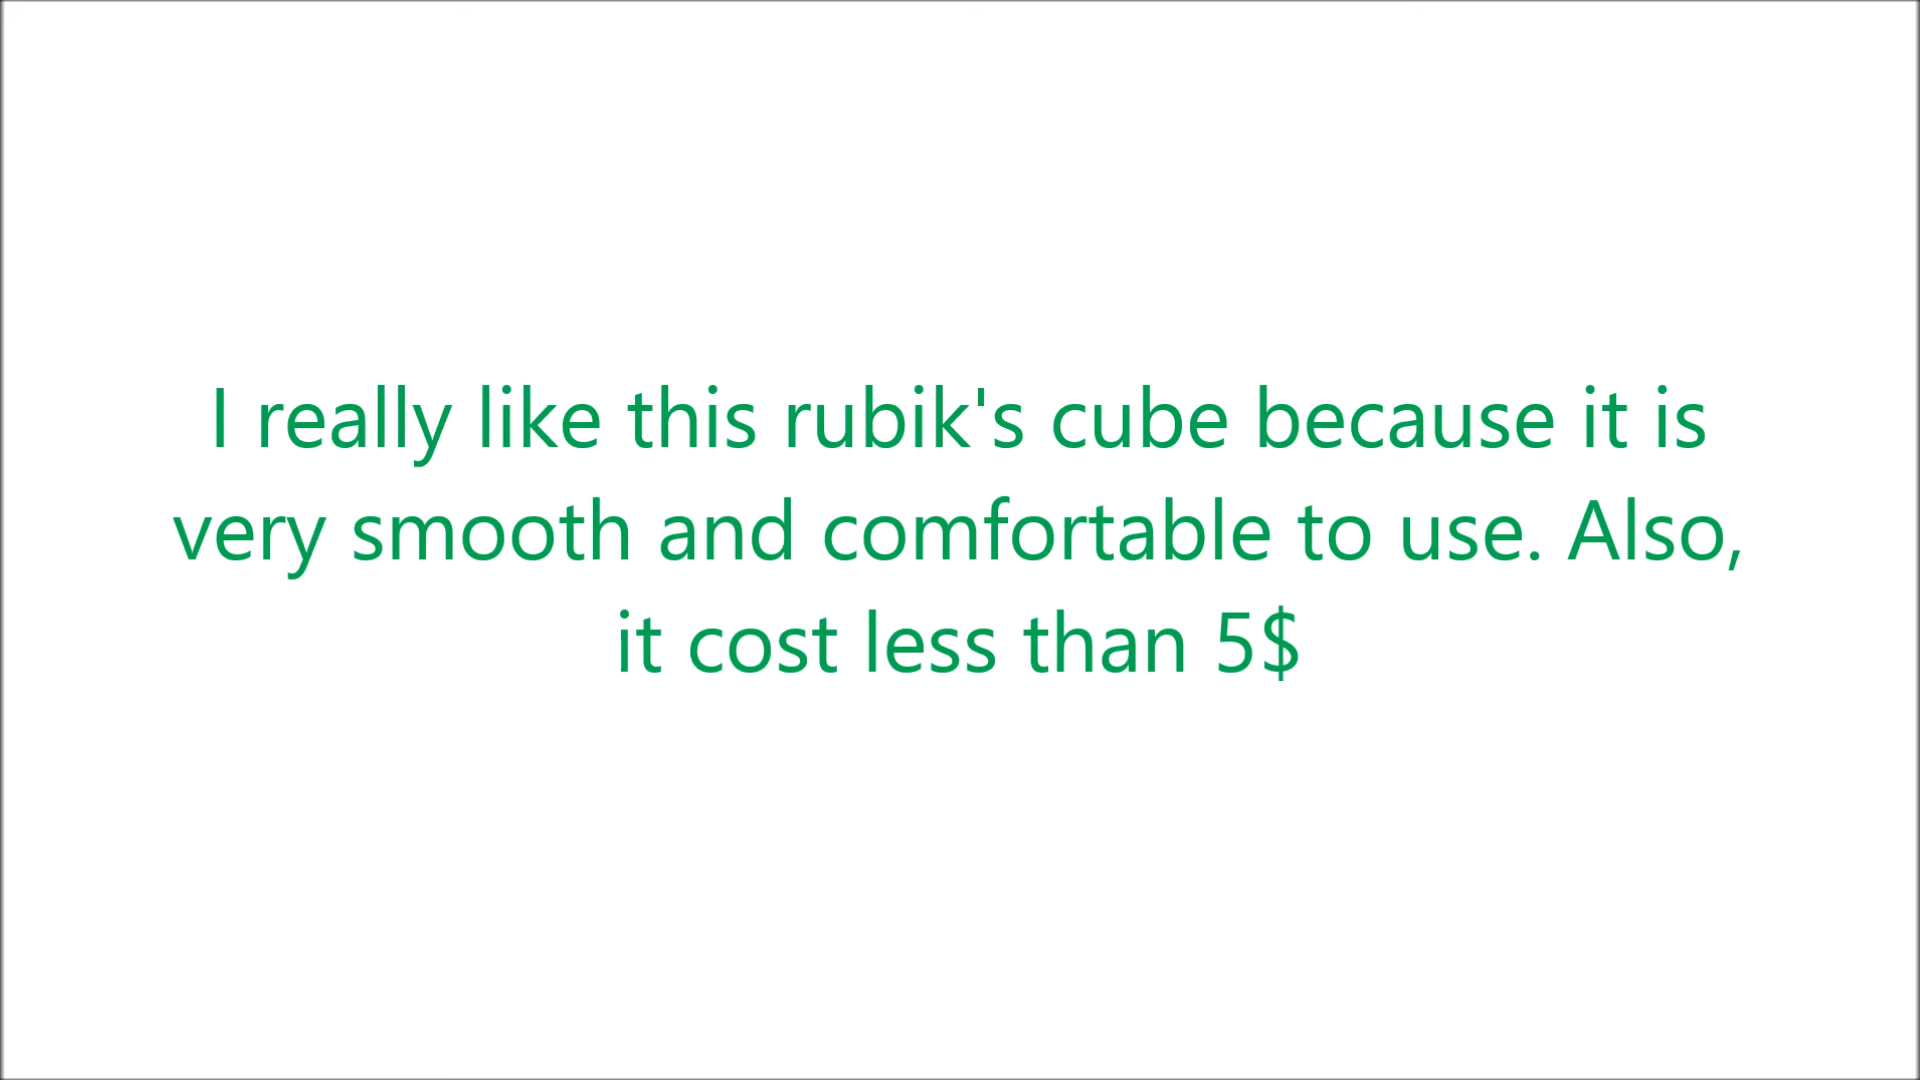 I really like this rubik's cube because it is
very smooth and comfortable to use. Also,
it cost less than 5$